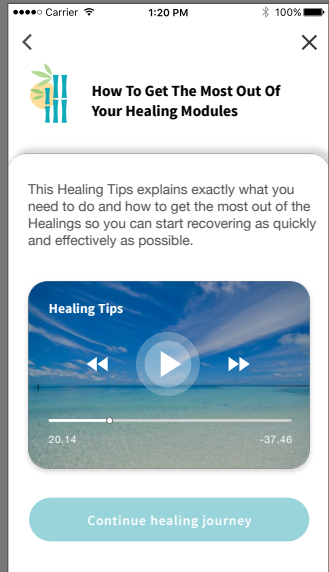 Carrier 1:20 PM 100%
How To Get The Most Out Of
Your Healing Modules
This Healing Tips explains exactly what you
need to do and how to get the most out of the
Healings so you can start recovering as quickly
and effectively as possible.
Healing Tips
20.14 -37.46
Continue healing journey